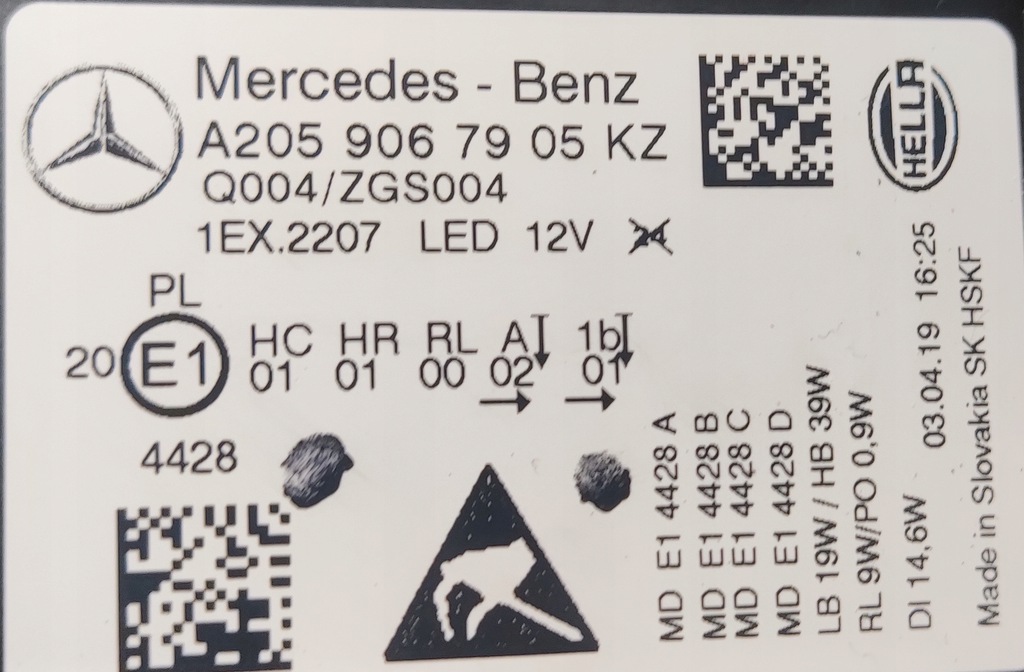 Mercedes - Benz
A205 906 79 05 KZ
Q004/ZGS004
1EX.2207 LED 12V 24
HELLA
PL
20 E1 HC HR RL A 1b
01 01 00 02 01
4428
MD E1 4428 A
MD E1 4428 B
MD E1 4428 C
MD E1 4428 D
LB 19W / HB 39W
RL 9W/PO 0,9W
DI 14,6W
03.04.19 16:25
Made in Slovakia SK HSKF